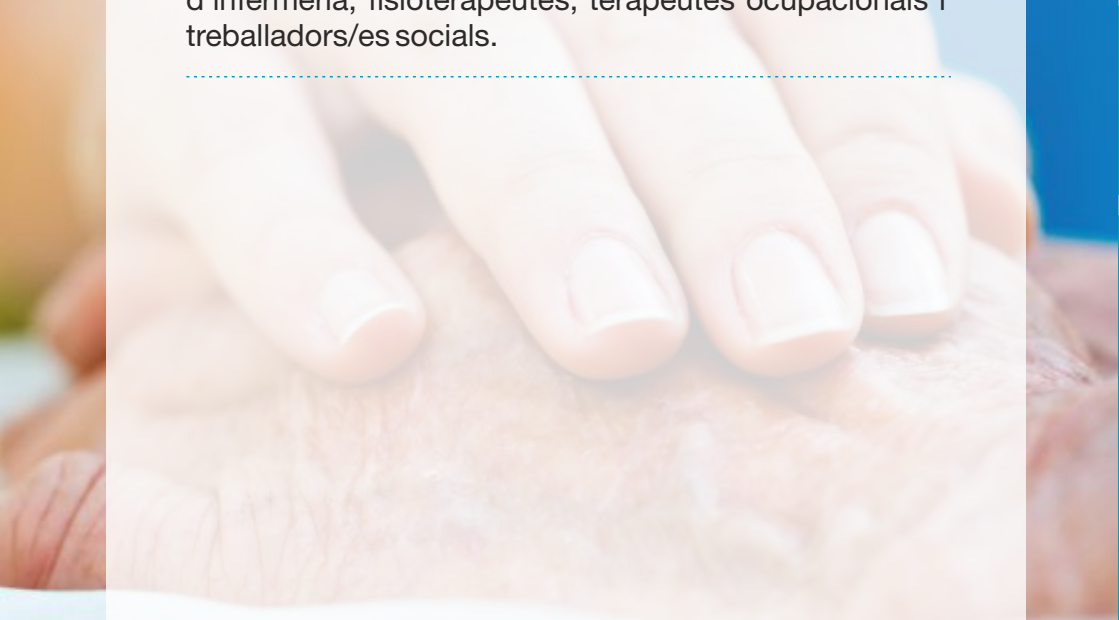 d'infermeria, fisioterapeutes, terapeutes ocupacionals i
treballadors/es socials.